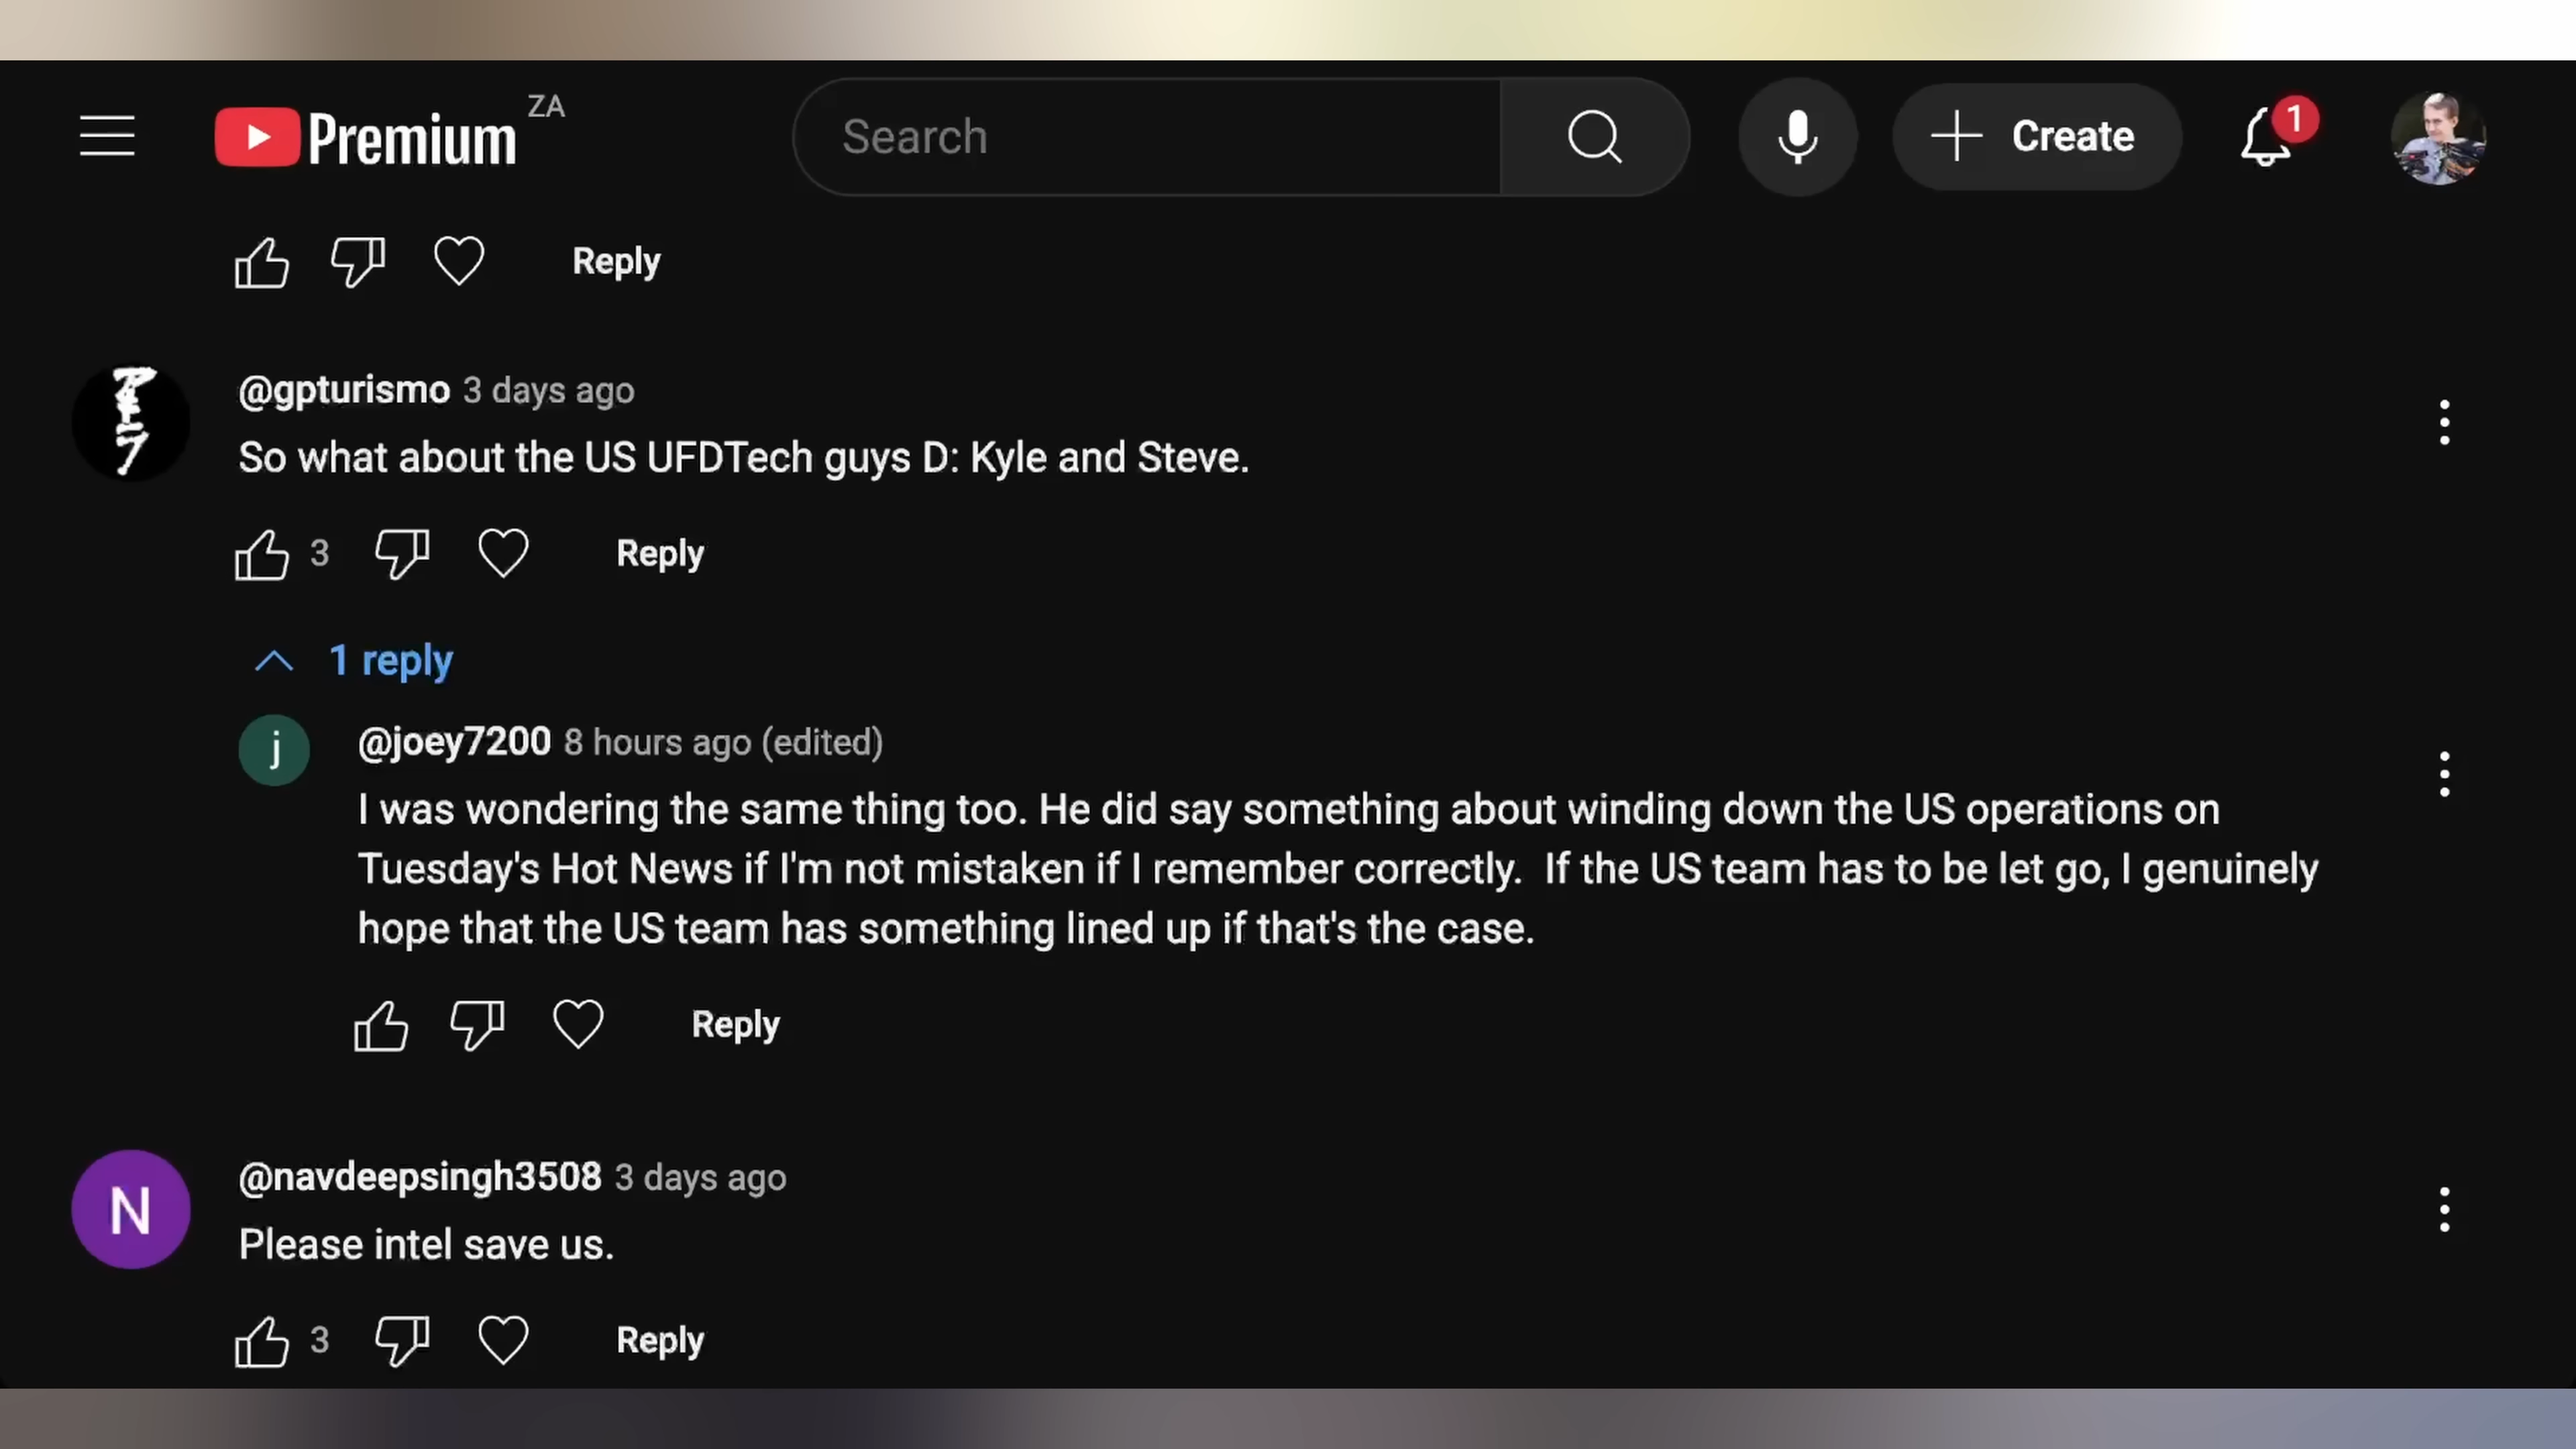 Premium ZA
Search
Create
1
Reply
@gpturismo 3 days ago
So what about the US UFDTech guys D: Kyle and Steve.
3 Reply
1 reply
j
@joey7200 8 hours ago (edited)
I was wondering the same thing too. He did say something about winding down the US operations on
Tuesday's Hot News if I'm not mistaken if I remember correctly.  If the US team has to be let go, I genuinely
hope that the US team has something lined up if that's the case.
Reply
N
@navdeepsingh3508 3 days ago
Please intel save us.
3 Reply